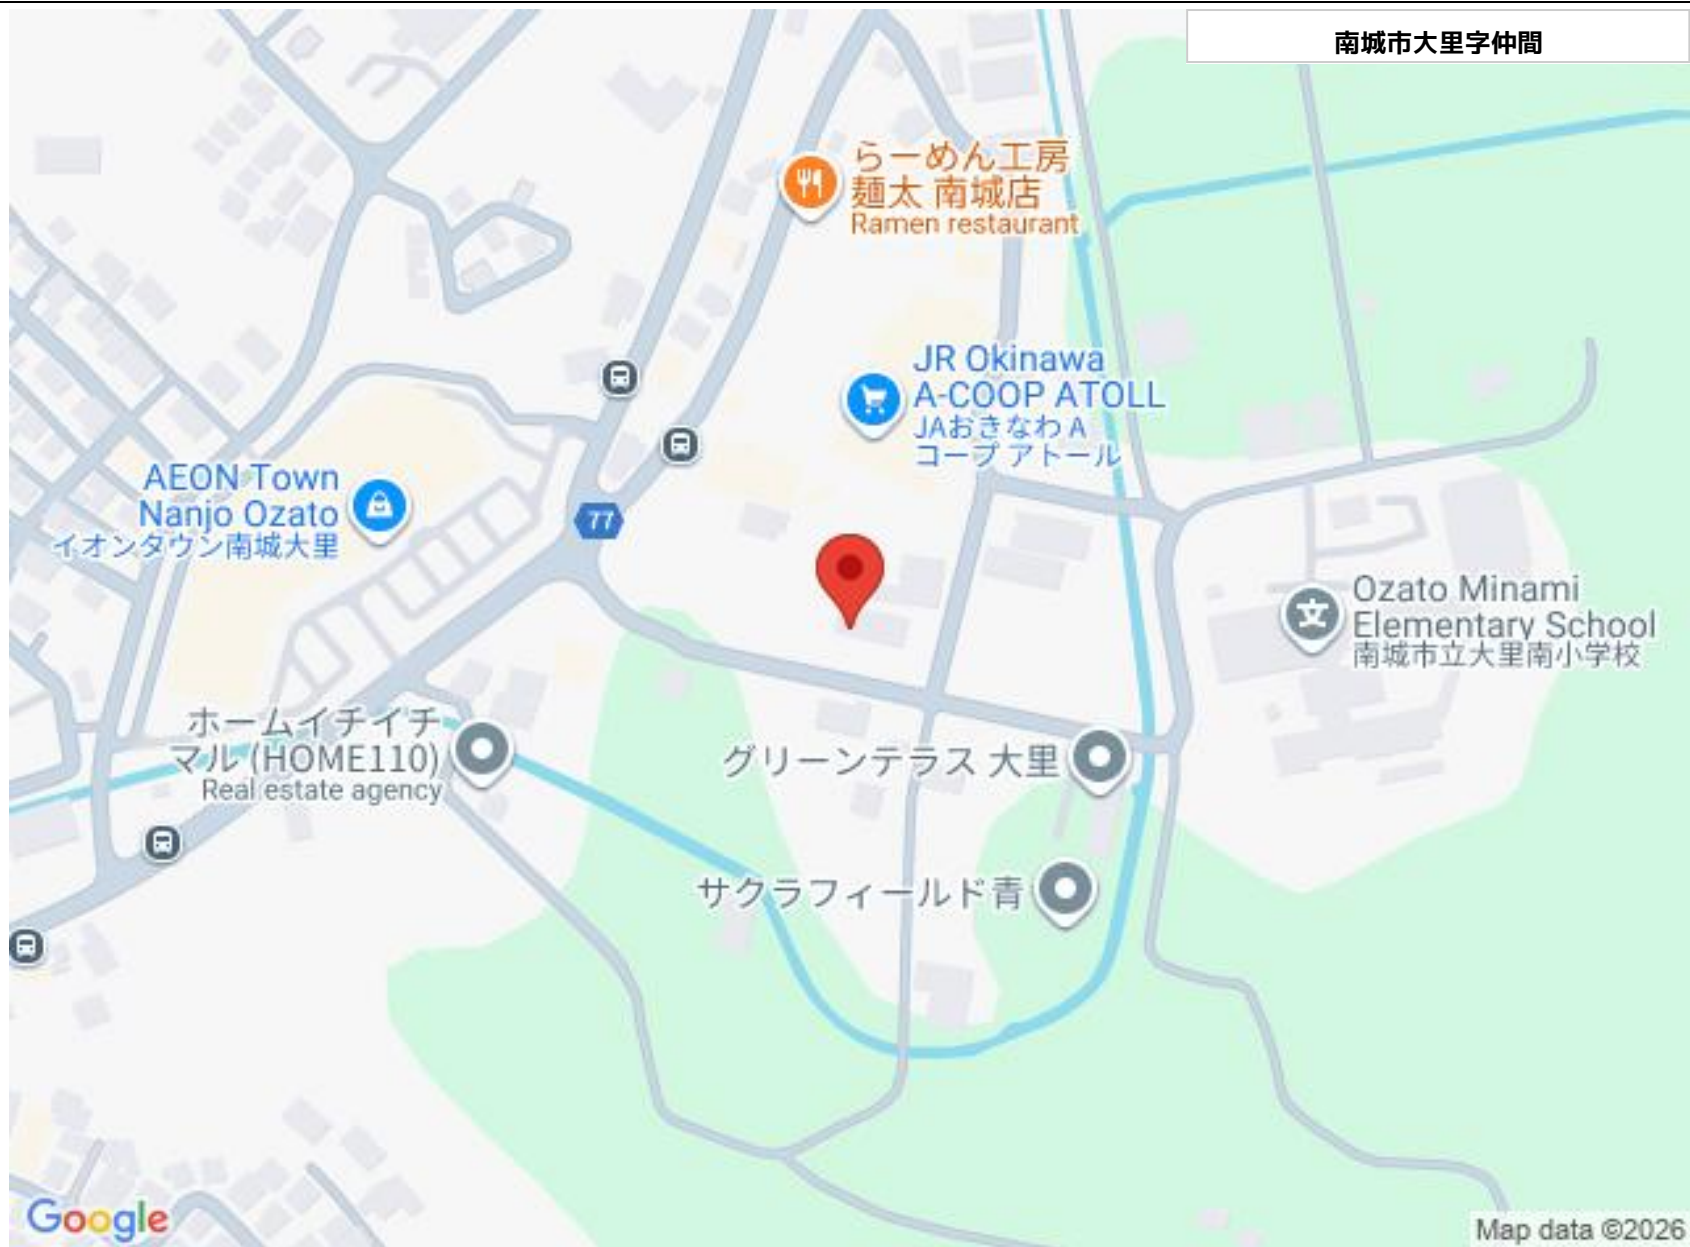 南城市大里字仲間
らーめん工房
麺太 南城店
Ramen restaurant
JR Okinawa
A-COOP ATOLL
JAおきなわ A
コープ アトール
AEON Town
Nanjo Ozato
イオンタウン南城大里
77
Ozato Minami
Elementary School
南城市立大里南小学校
ホームイチイチ
マル (HOME110)
Real estate agency
グリーンテラス 大里
サクラフィールド青
文
Google
Map data ©2026